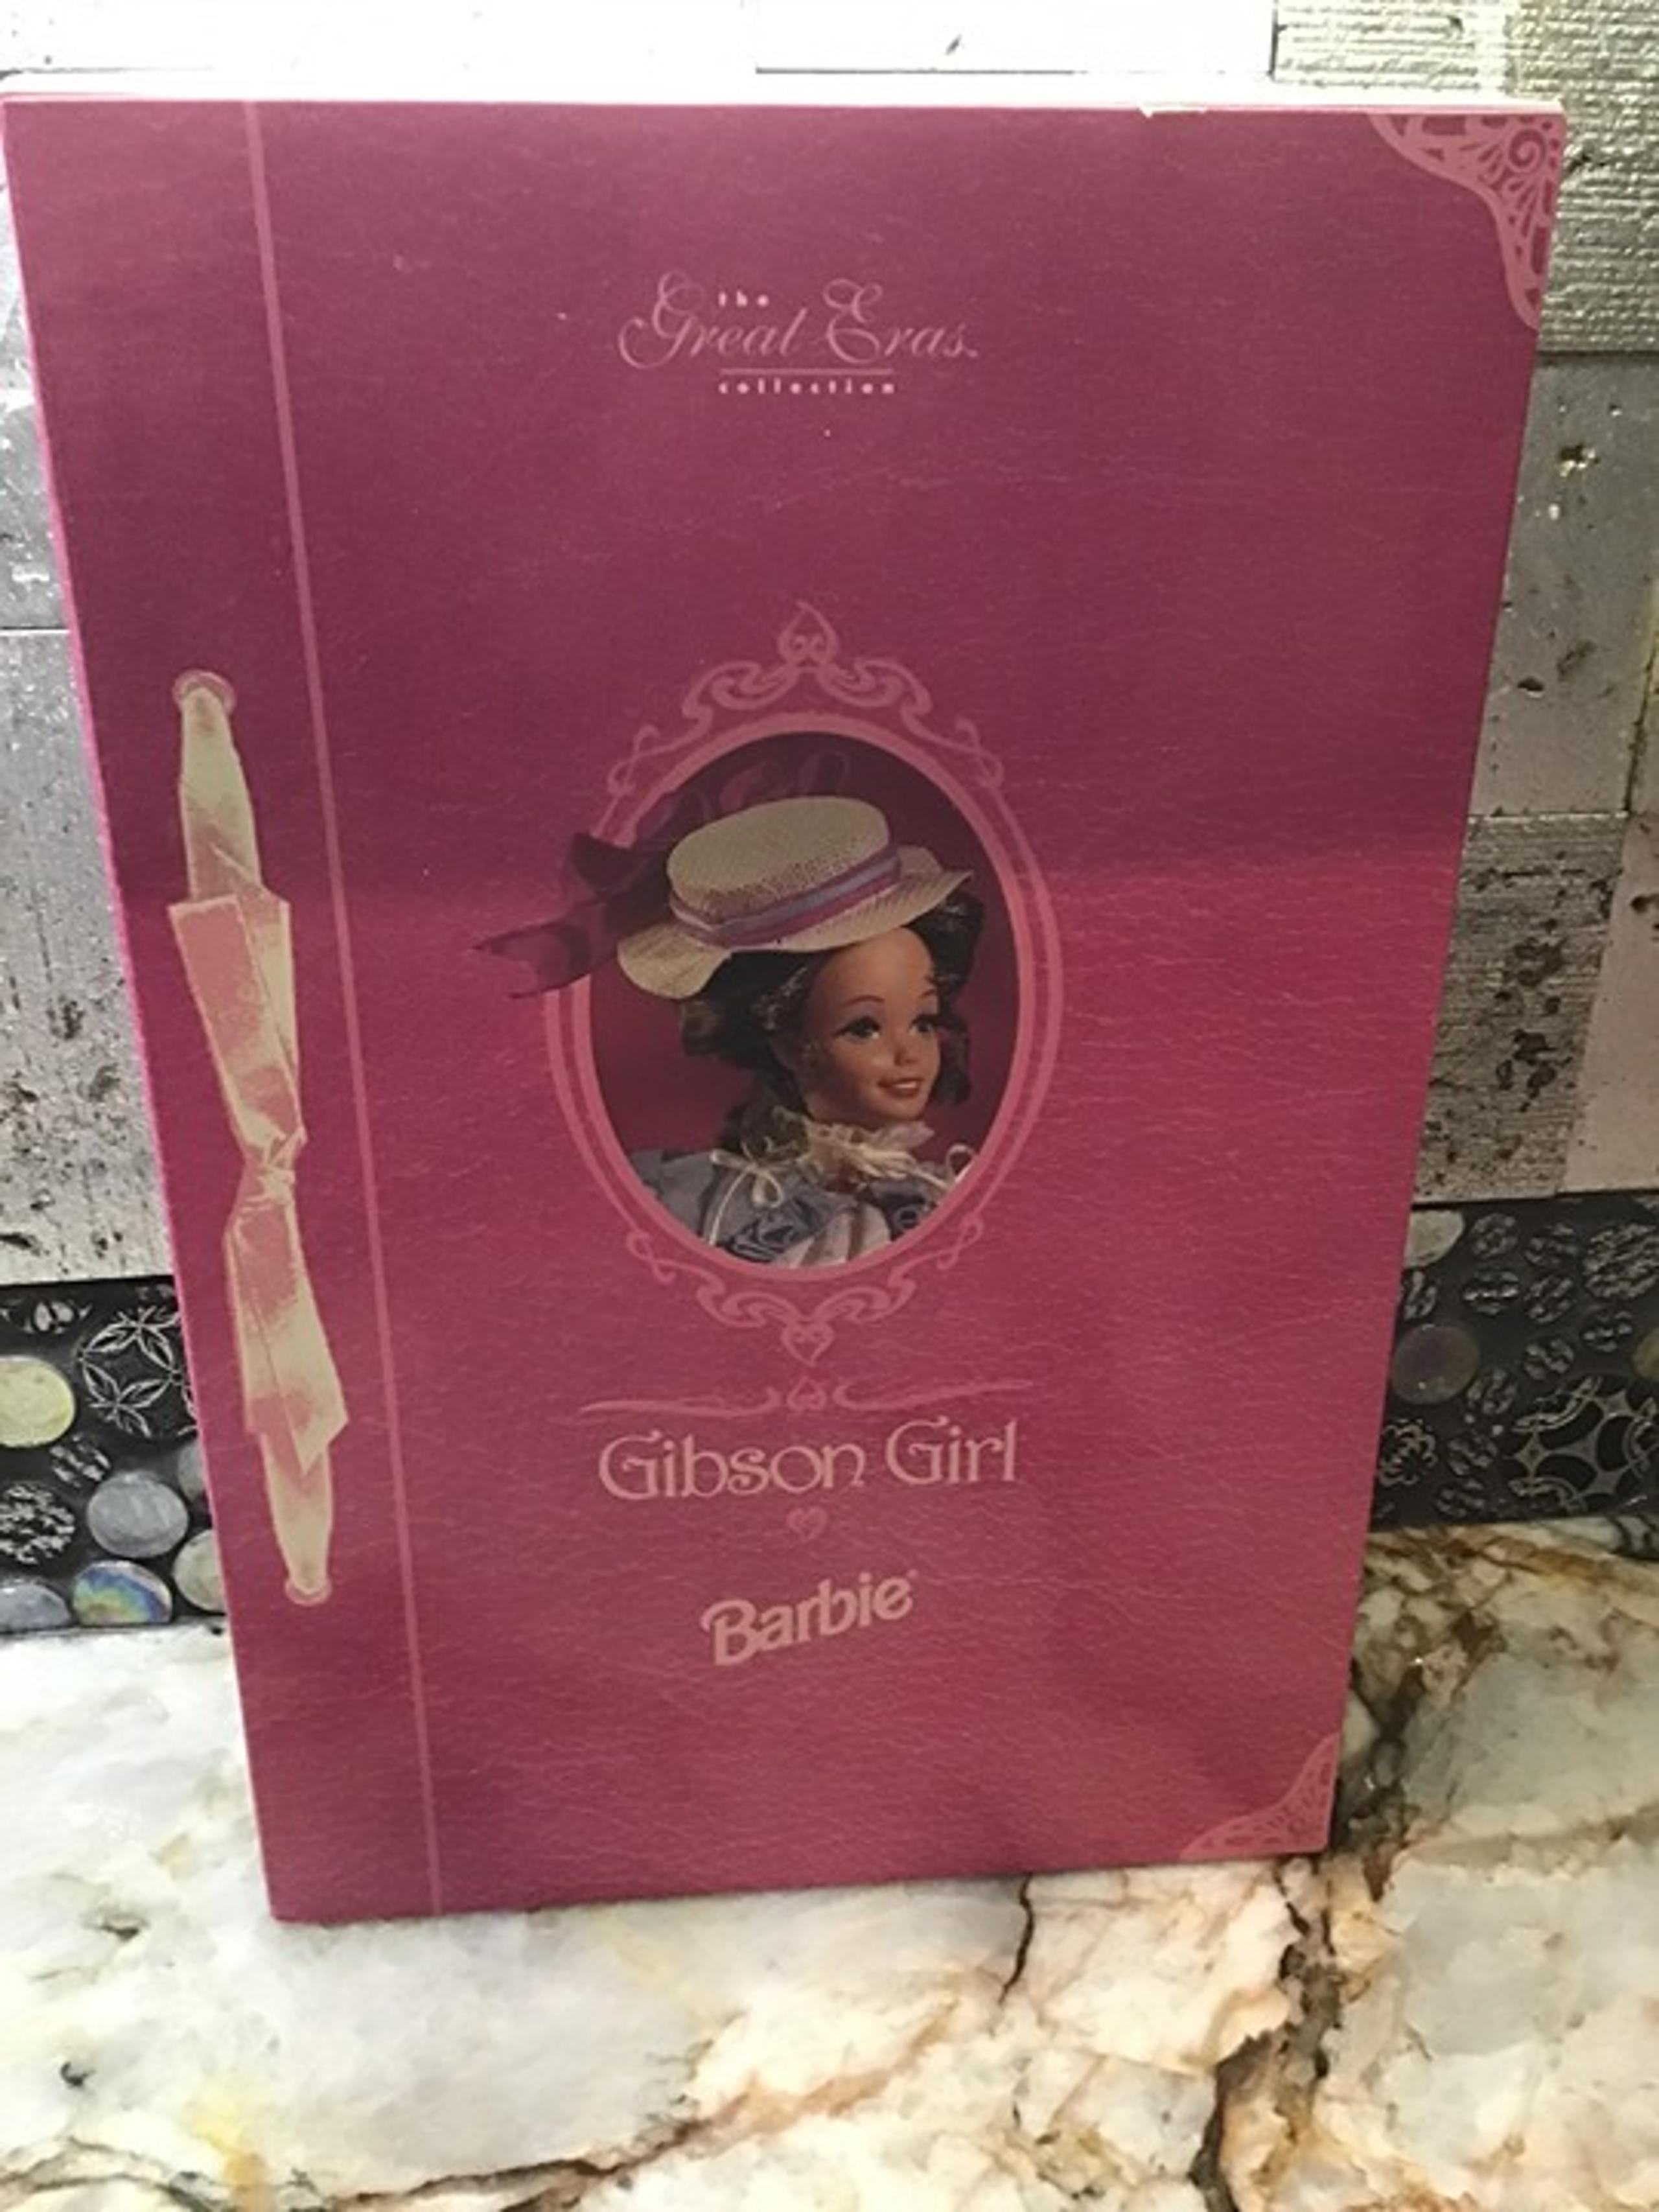 the
Great Eras
collection
Gibson Girl
Barbie